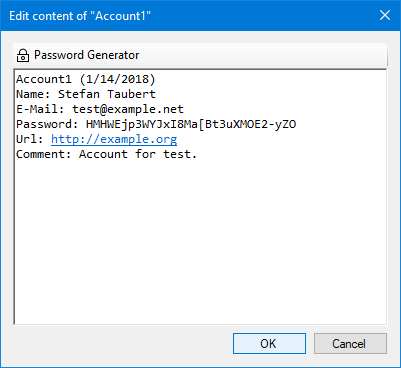 Edit content of "Account1"
Password Generator
Account1 (1/14/2018)
Name: Stefan Taubert
E-Mail: test@example.net
Password: HMHWEjp3WYJxI8Ma[Bt3uXMOE2-yZO
Url: http://example.org
Comment: Account for test.
OK
Cancel